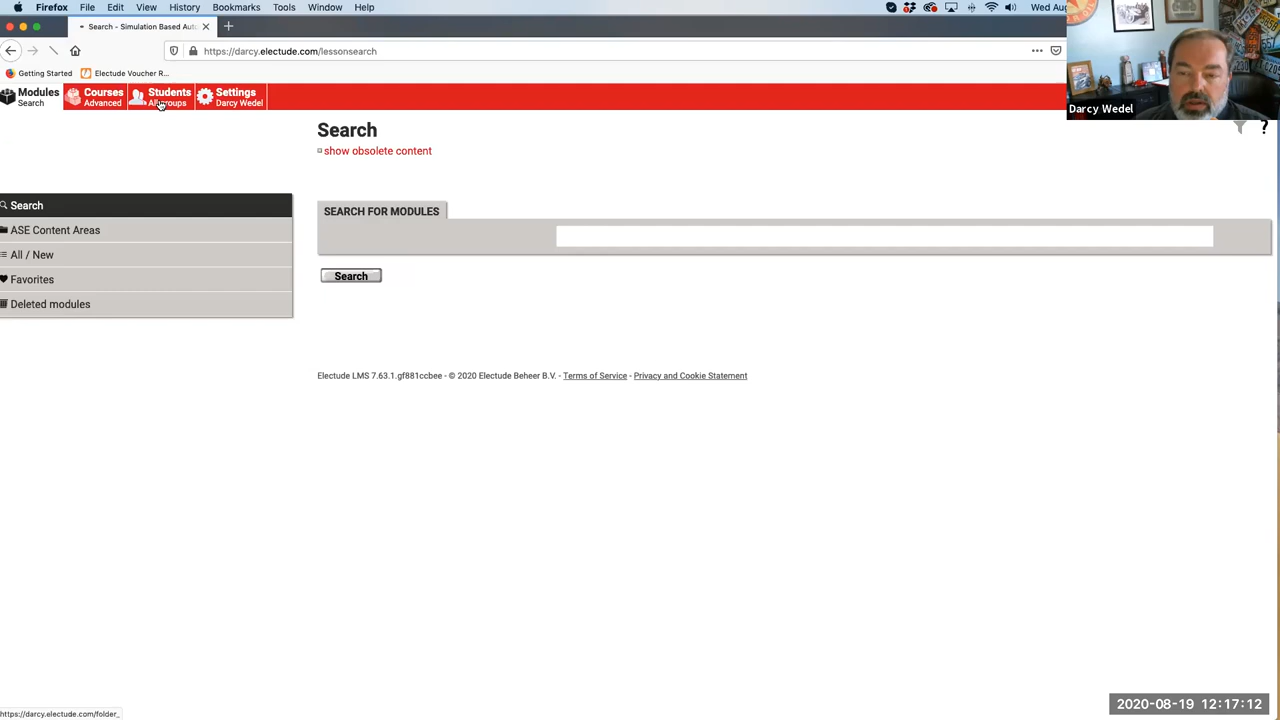 Firefox File Edit View History Bookmarks Tools Window Help
Wed Aug
Search - Simulation Based Aut
https://darcy.electude.com/lessonsearch
Getting Started Electude Voucher R...
Modules Courses Students Settings
Search Advanced All groups Darcy Wedel
Darcy Wedel
Search
show obsolete content
Search
ASE Content Areas
All / New
Favorites
Deleted modules
SEARCH FOR MODULES
Search
Electude LMS 7.63.1.gf881ccbee - © 2020 Electude Beheer B.V. - Terms of Service - Privacy and Cookie Statement
2020-08-19 12:17:12
https://darcy.electude.com/folder_